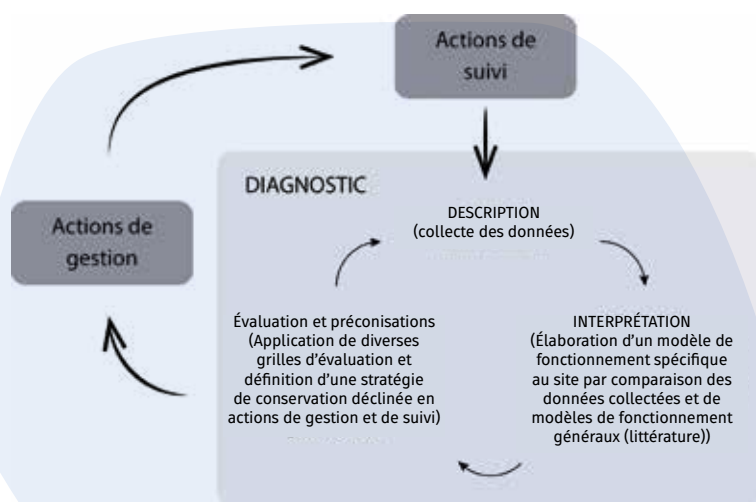 Actions de
suivi
DIAGNOSTIC
DESCRIPTION
(collecte des données)
Actions de
gestion
Évaluation et préconisations
(Application de diverses
grilles d'évaluation et
définition d'une stratégie
de conservation déclinée en
actions de gestion et de suivi)
INTERPRÉTATION
(Élaboration d'un modèle de
fonctionnement spécifique
au site par comparaison des
données collectées et de
modèles de fonctionnement
généraux (littérature))